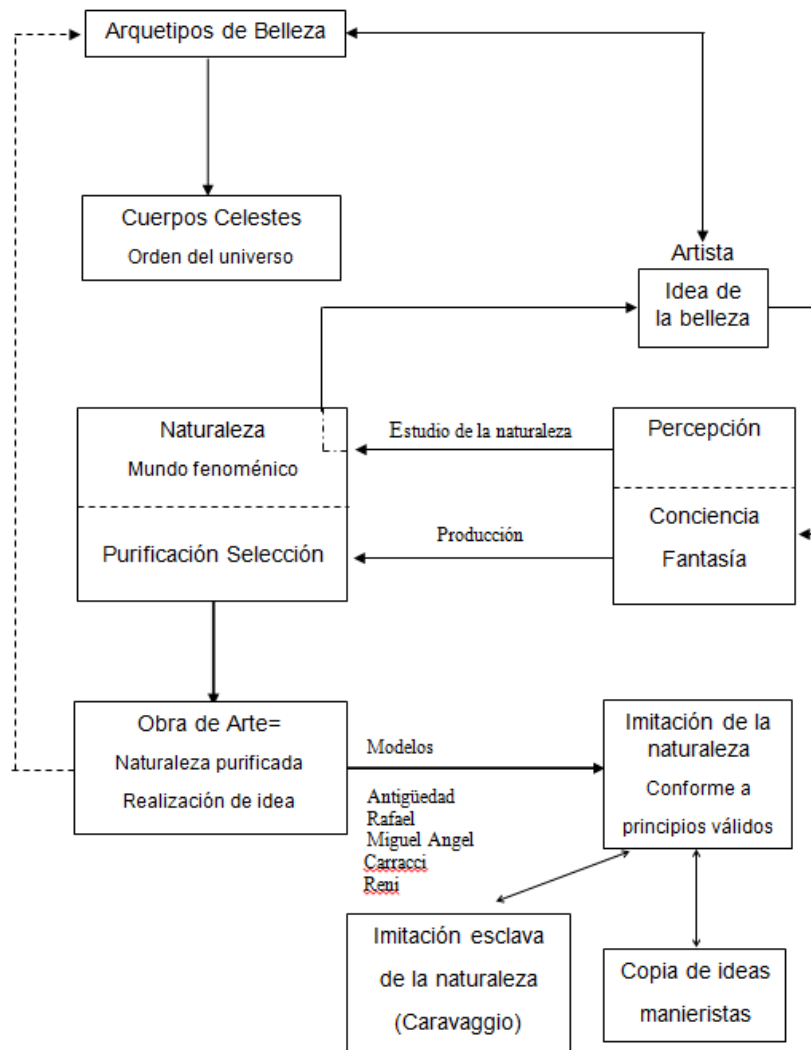 Arquetipos de Belleza
Cuerpos Celestes
Orden del universo
Artista
Idea de
la belleza
Naturaleza
Mundo fenoménico
Estudio de la naturaleza
Percepción
Purificación Selección
Producción
Conciencia
Fantasía
Obra de Arte=
Naturaleza purificada
Realización de idea
Modelos
Antigüedad
Rafael
Miguel Angel
Carracci
Reni
Imitación de la
naturaleza
Conforme a
principios válidos
Imitación esclava
de la naturaleza
(Caravaggio)
Copia de ideas
manieristas